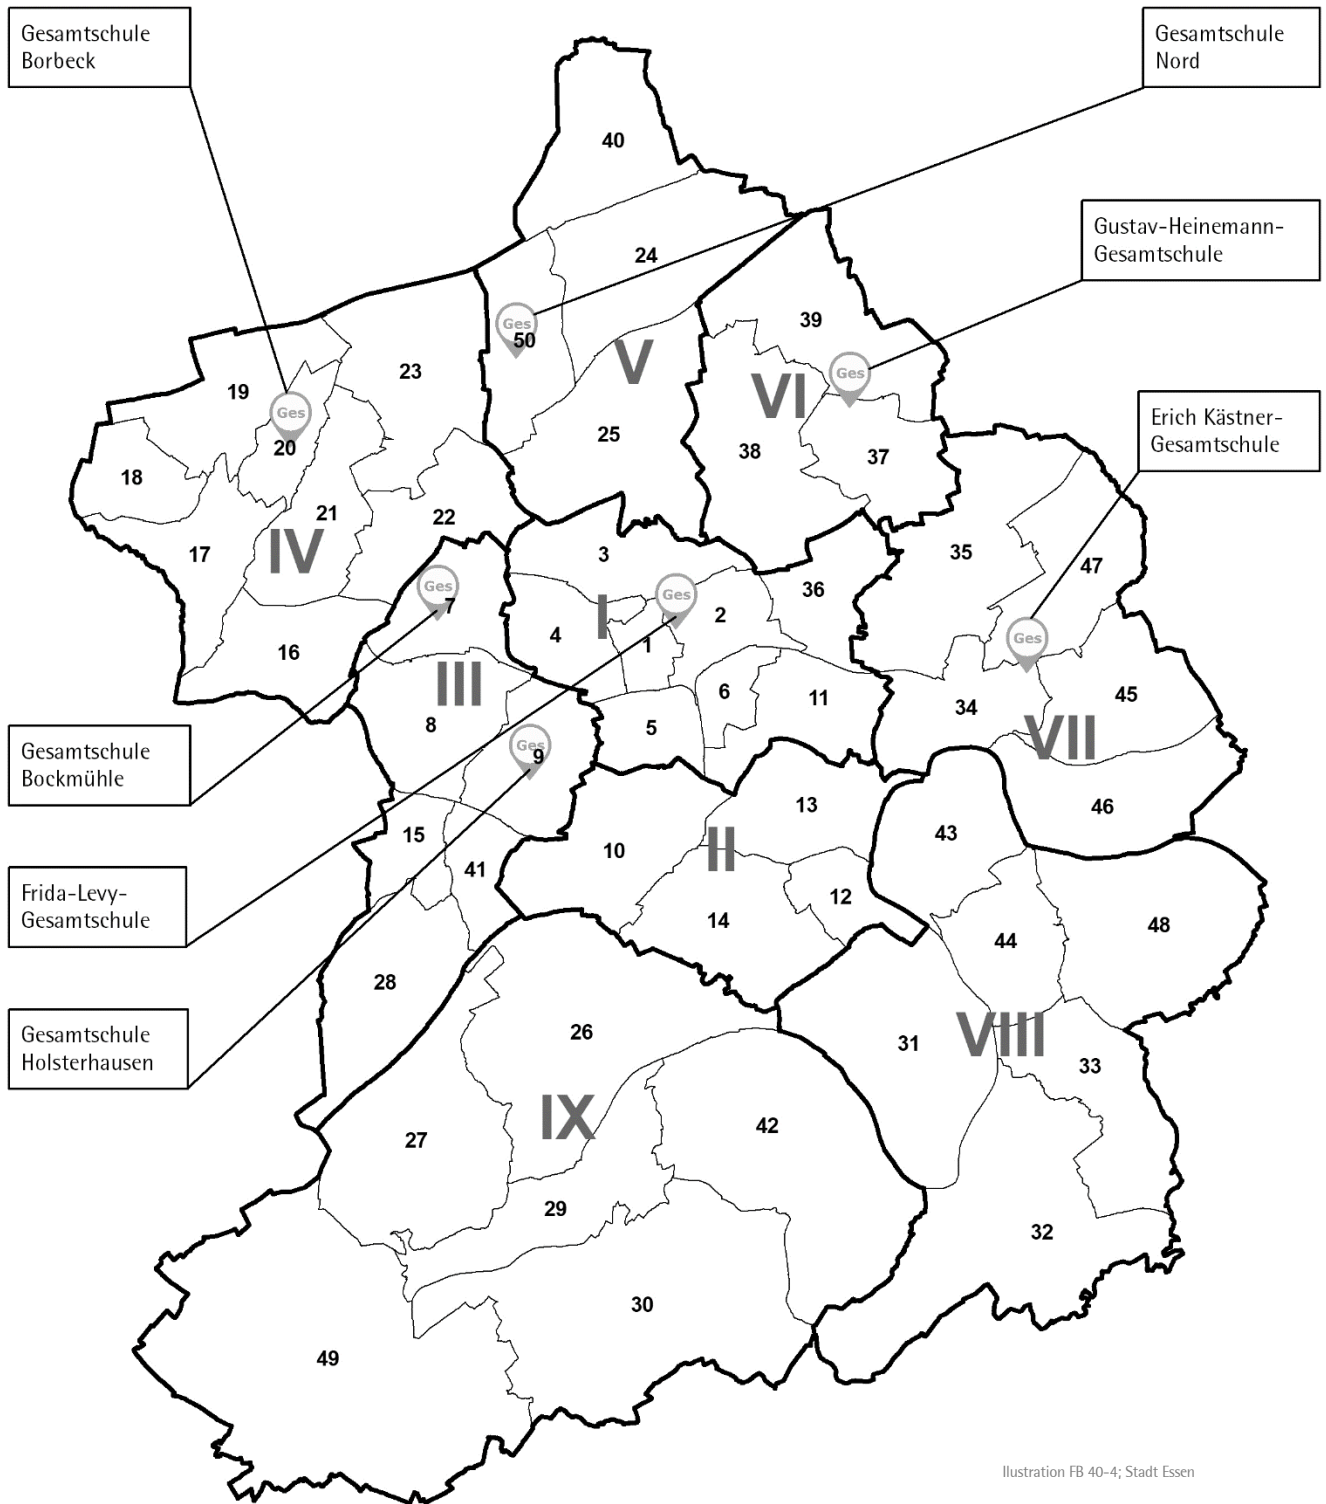 Gesamtschule
Borbeck
Gesamtschule
Nord
40
Gustav-Heinemann-
Gesamtschule
24
39
Ges
50
V
23
VI
Ges
19
Ges
20
25
38
37
Erich Kästner-
Gesamtschule
18
21
22
IV
17
3
35
47
Ges
7
Ges
36
I
2
4
1
16
Ges
III
6
11
45
8
5
34
VII
Gesamtschule
Bockmühle
Ges
9
13
46
15
10
II
43
41
12
Frida-Levy-
Gesamtschule
14
44
48
28
26
31
VIII
33
Gesamtschule
Holsterhausen
IX
27
42
29
32
30
49
Ilustration FB 40-4; Stadt Essen